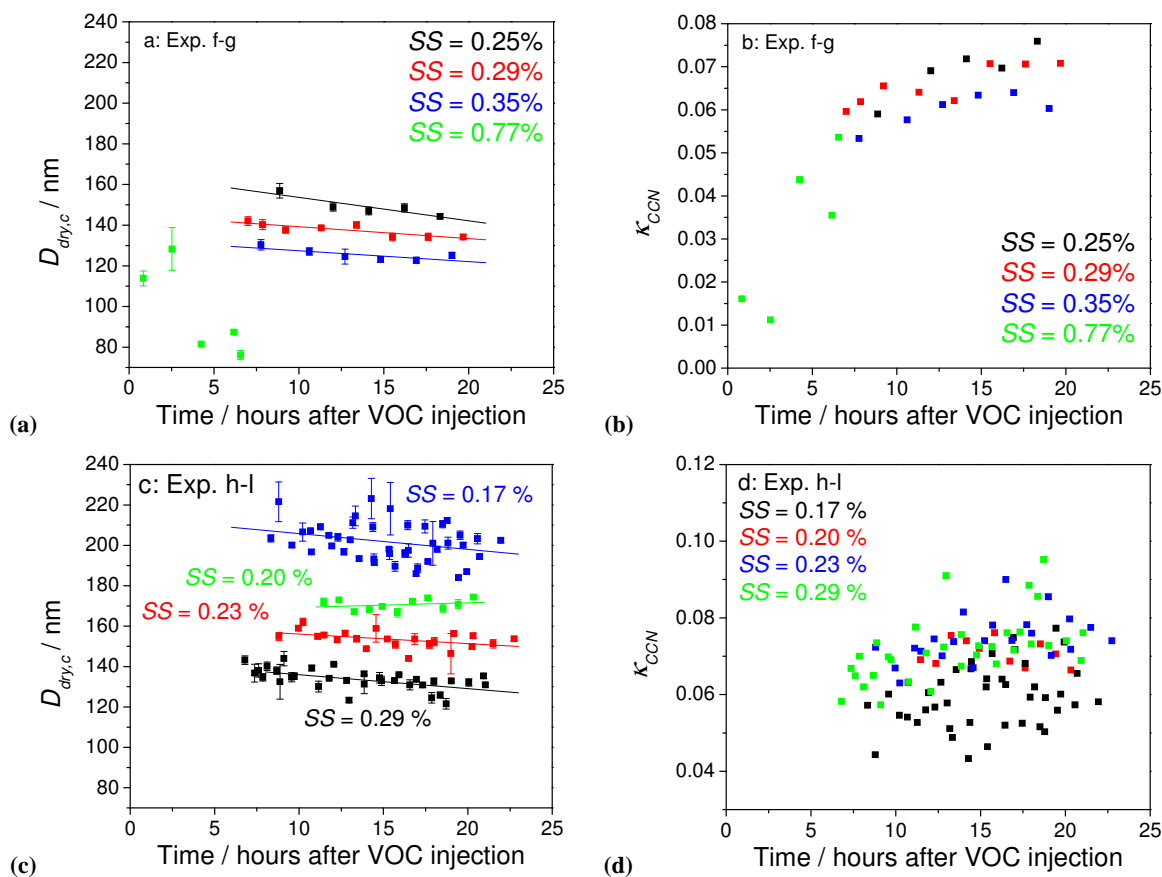 a: Exp. f-g
SS = 0.25%
SS = 0.29%
SS = 0.35%
SS = 0.77%
240
220
200
180
160
140
120
100
80
D_dry,c / nm
0 5 10 15 20 25
Time / hours after VOC injection
(a)
b: Exp. f-g
0.08
0.07
0.06
0.05
0.04
0.03
0.02
0.01
0.00
κ_CCN
SS = 0.25%
SS = 0.29%
SS = 0.35%
SS = 0.77%
0 5 10 15 20 25
Time / hours after VOC injection
(b)
c: Exp. h-l
SS = 0.17 %
SS = 0.20 %
SS = 0.23 %
SS = 0.29 %
240
220
200
180
160
140
120
100
80
D_dry,c / nm
0 5 10 15 20 25
Time / hours after VOC injection
(c)
d: Exp. h-l
SS = 0.17 %
SS = 0.20 %
SS = 0.23 %
SS = 0.29 %
0.12
0.10
0.08
0.06
0.04
κ_CCN
0 5 10 15 20 25
Time / hours after VOC injection
(d)